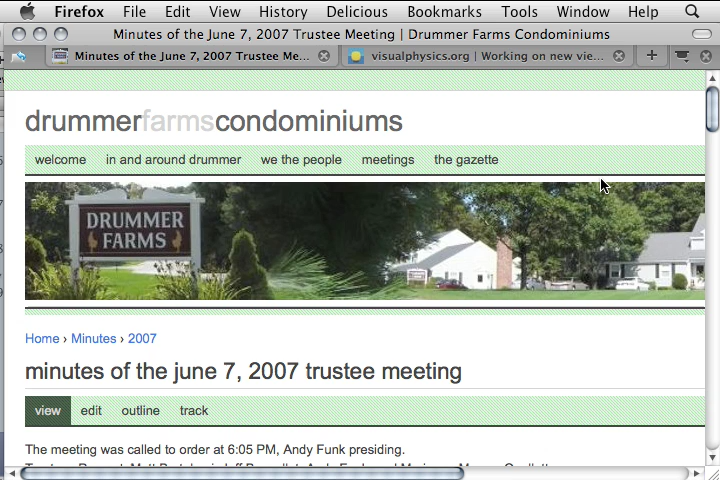 Firefox File Edit View History Delicious Bookmarks Tools Window Help
Minutes of the June 7, 2007 Trustee Meeting | Drummer Farms Condominiums
Minutes of the June 7, 2007 Trustee Me... visualphysics.org | Working on new vie...
drummerfarmscondominiums
welcome in and around drummer we the people meetings the gazette
DRUMMER
FARMS
Home › Minutes › 2007
minutes of the june 7, 2007 trustee meeting
view edit outline track
The meeting was called to order at 6:05 PM, Andy Funk presiding.